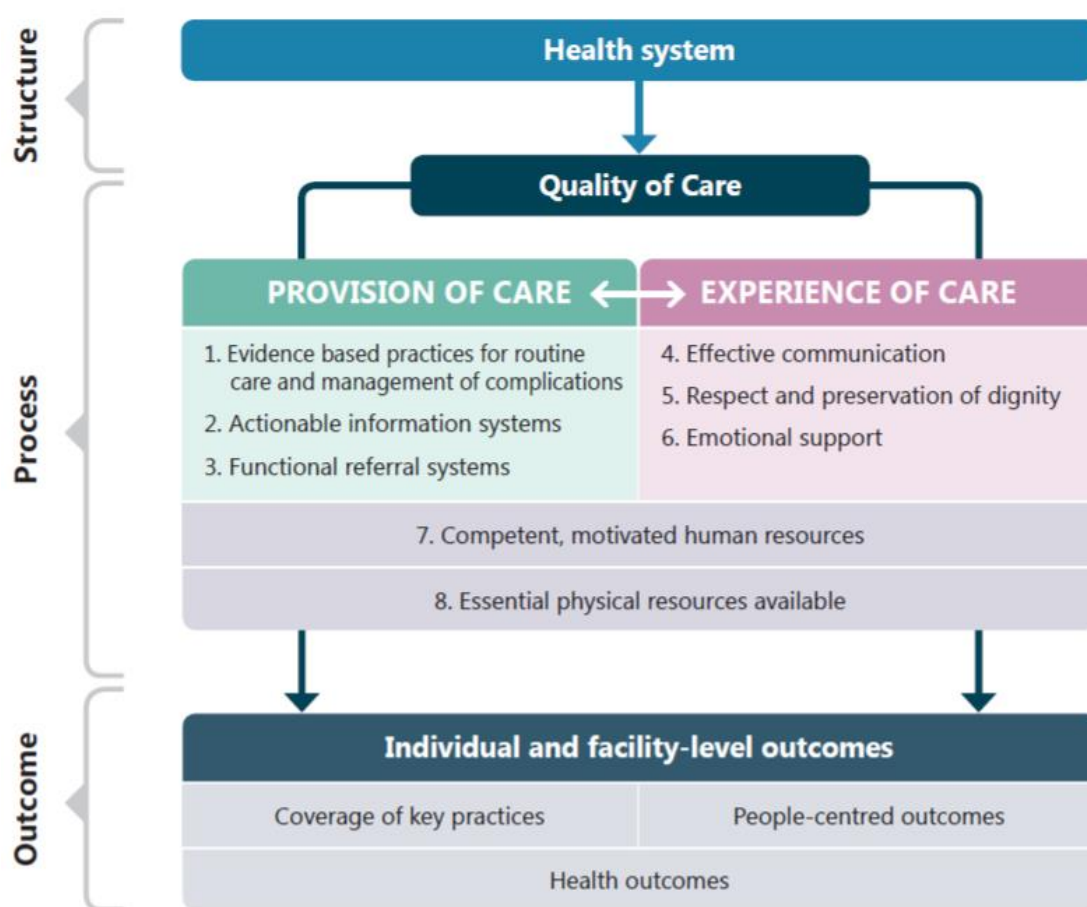 Structure
Health system
Process
Quality of Care
PROVISION OF CARE
EXPERIENCE OF CARE
1. Evidence based practices for routine
care and management of complications
2. Actionable information systems
3. Functional referral systems
4. Effective communication
5. Respect and preservation of dignity
6. Emotional support
7. Competent, motivated human resources
8. Essential physical resources available
Outcome
Individual and facility-level outcomes
Coverage of key practices
People-centred outcomes
Health outcomes